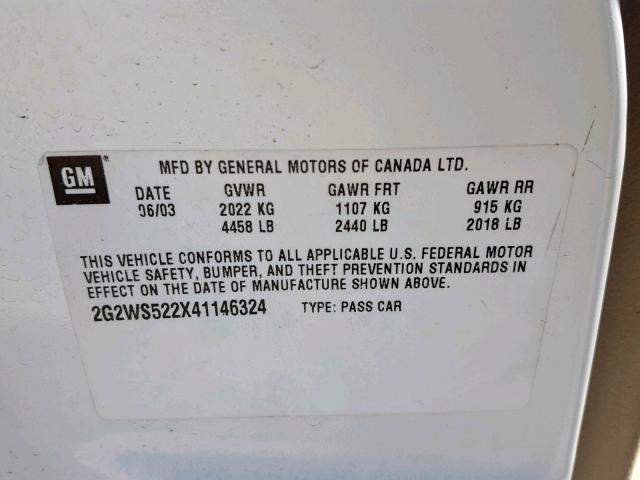 GM ®
MFD BY GENERAL MOTORS OF CANADA LTD.
DATE GVWR GAWR FRT GAWR RR
06/03 2022 KG 1107 KG 915 KG
4458 LB 2440 LB 2018 LB
THIS VEHICLE CONFORMS TO ALL APPLICABLE U.S. FEDERAL MOTOR
VEHICLE SAFETY, BUMPER, AND THEFT PREVENTION STANDARDS IN
EFFECT ON THE DATE OF MANUFACTURE SHOWN ABOVE.
2G2WS522X41146324 TYPE: PASS CAR